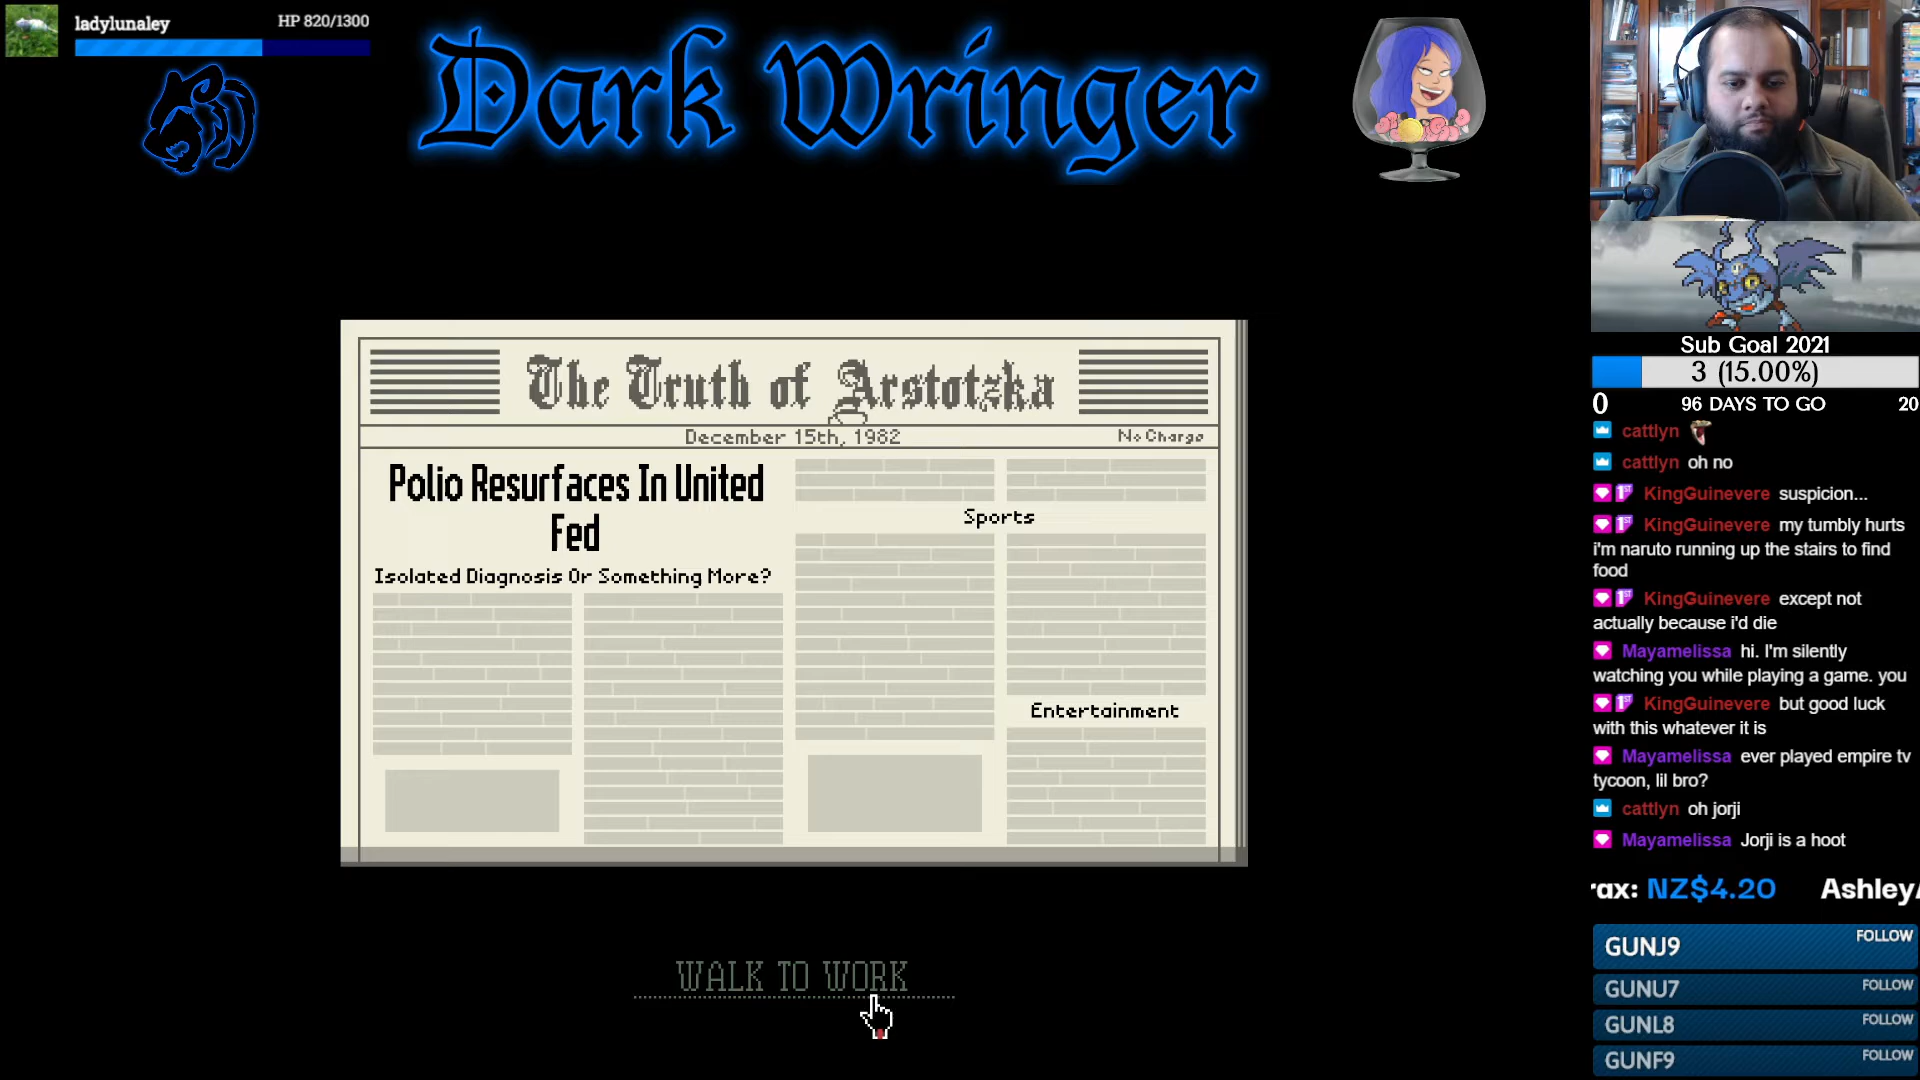 ladylunaley
HP 820/1300
Dark Wringer
The Truth of Arstotzka
December 15th, 1982
No Charge
Polio Resurfaces In United
Fed
Isolated Diagnosis Or Something More?
Sports
Entertainment
WALK TO WORK
Sub Goal 2021
3 (15.00%)
0
96 DAYS TO GO
20
cattlyn
cattlyn oh no
KingGuinevere suspicion...
KingGuinevere my tumbly hurts
i'm naruto running up the stairs to find
food
KingGuinevere except not
actually because i'd die
Mayamelissa hi. I'm silently
watching you while playing a game. you
KingGuinevere but good luck
with this whatever it is
Mayamelissa ever played empire tv
tycoon, lil bro?
cattlyn oh jorji
Mayamelissa Jorji is a hoot
rax: NZ$4.20 Ashley
GUNJ9 FOLLOW
GUNU7 FOLLOW
GUNL8 FOLLOW
GUNF9 FOLLOW